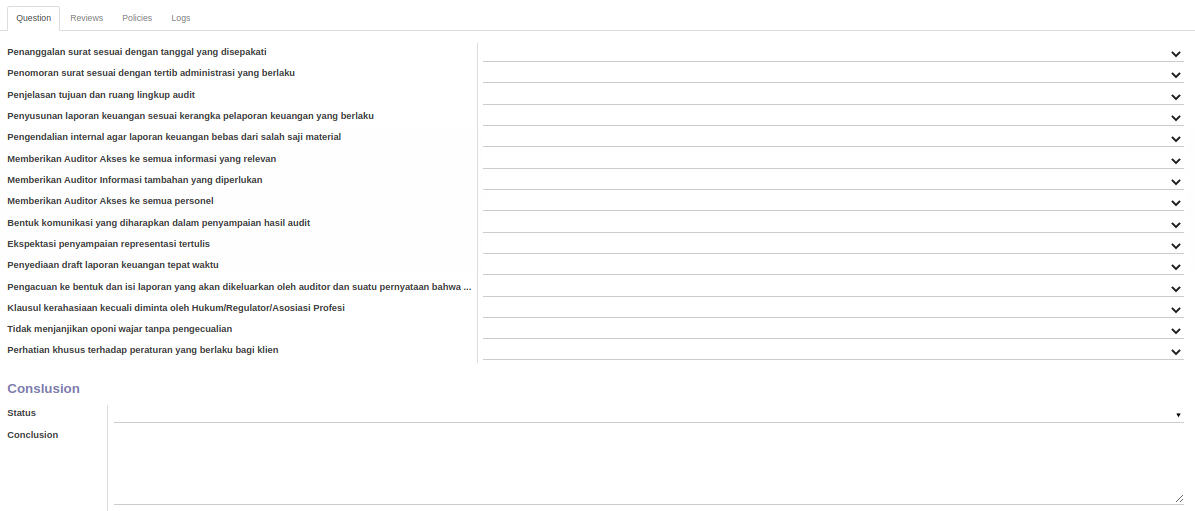 Question Reviews Policies Logs
Penanggalan surat sesuai dengan tanggal yang disepakati
Penomoran surat sesuai dengan tertib administrasi yang berlaku
Penjelasan tujuan dan ruang lingkup audit
Penyusunan laporan keuangan sesuai kerangka pelaporan keuangan yang berlaku
Pengendalian internal agar laporan keuangan bebas dari salah saji material
Memberikan Auditor Akses ke semua informasi yang relevan
Memberikan Auditor Informasi tambahan yang diperlukan
Memberikan Auditor Akses ke semua personel
Bentuk komunikasi yang diharapkan dalam penyampaian hasil audit
Ekspektasi penyampaian representasi tertulis
Penyediaan draft laporan keuangan tepat waktu
Pengacuan ke bentuk dan isi laporan yang akan dikeluarkan oleh auditor dan suatu pernyataan bahwa ...
Klausul kerahasiaan kecuali diminta oleh Hukum/Regulator/Asosiasi Profesi
Tidak menjanjikan oponi wajar tanpa pengecualian
Perhatian khusus terhadap peraturan yang berlaku bagi klien
Conslusion
Status
Conclusion